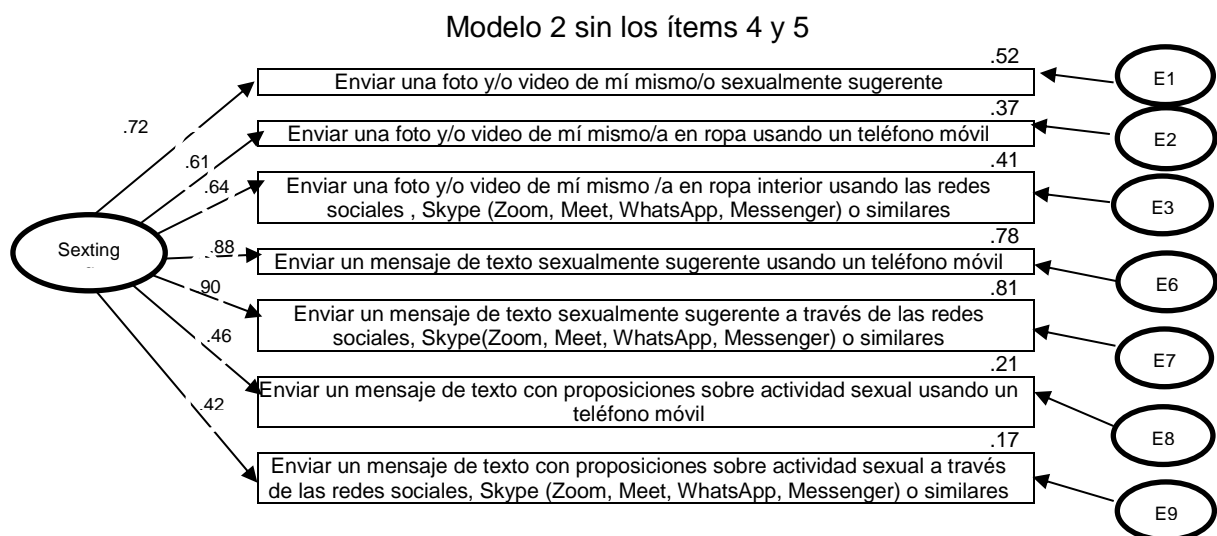 Modelo 2 sin los ítems 4 y 5
.52
Enviar una foto y/o video de mí mismo/o sexualmente sugerente
E1
.72
.37
Enviar una foto y/o video de mí mismo/a en ropa usando un teléfono móvil
E2
.61
.41
Enviar una foto y/o video de mí mismo /a en ropa interior usando las redes
sociales , Skype (Zoom, Meet, WhatsApp, Messenger) o similares
E3
.64
Sexting
.78
.88
Enviar un mensaje de texto sexualmente sugerente usando un teléfono móvil
E6
.81
.90
Enviar un mensaje de texto sexualmente sugerente a través de las redes
sociales, Skype(Zoom, Meet, WhatsApp, Messenger) o similares
E7
.46
.21
Enviar un mensaje de texto con proposiciones sobre actividad sexual usando un
teléfono móvil
E8
.42
.17
Enviar un mensaje de texto con proposiciones sobre actividad sexual a través
de las redes sociales, Skype (Zoom, Meet, WhatsApp, Messenger) o similares
E9